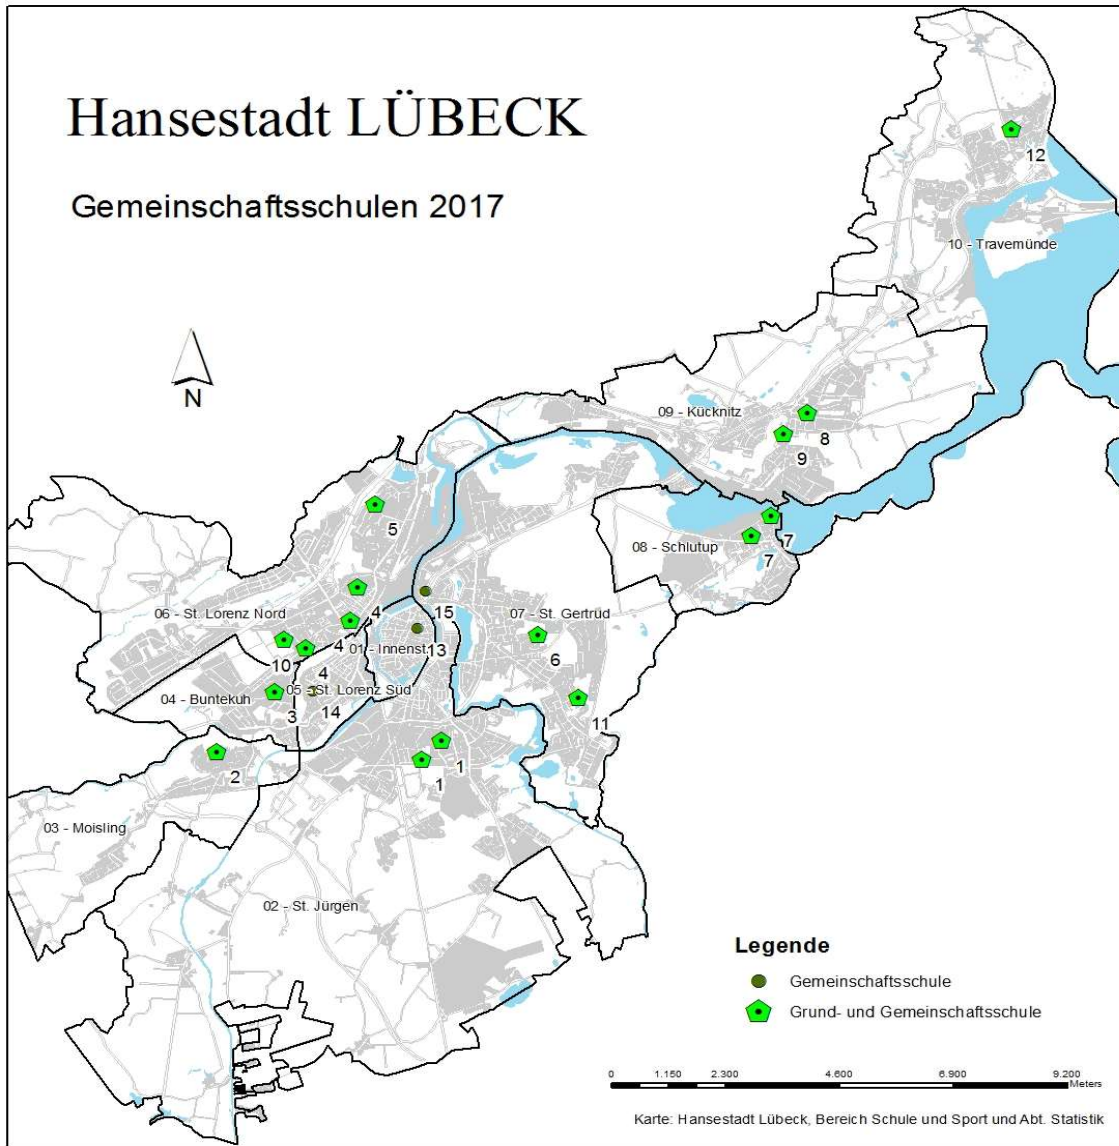 Hansestadt LÜBECK
Gemeinschaftsschulen 2017
12
10 - Travemünde
N
09 - Kücknitz
8
9
5
7
08 - Schlutup
7
06 - St. Lorenz Nord
4
15
07 - St. Gertrud
4
01 - Innenst
13
6
10
4
04 - Buntekuh
05 - St. Lorenz Süd
3
14
11
1
2
1
03 - Moisling
02 - St. Jürgen
Legende
Gemeinschaftsschule
Grund- und Gemeinschaftsschule
0 1.150 2.300 4.600 6.900 9.200
Meters
Karte: Hansestadt Lübeck, Bereich Schule und Sport und Abt. Statistik